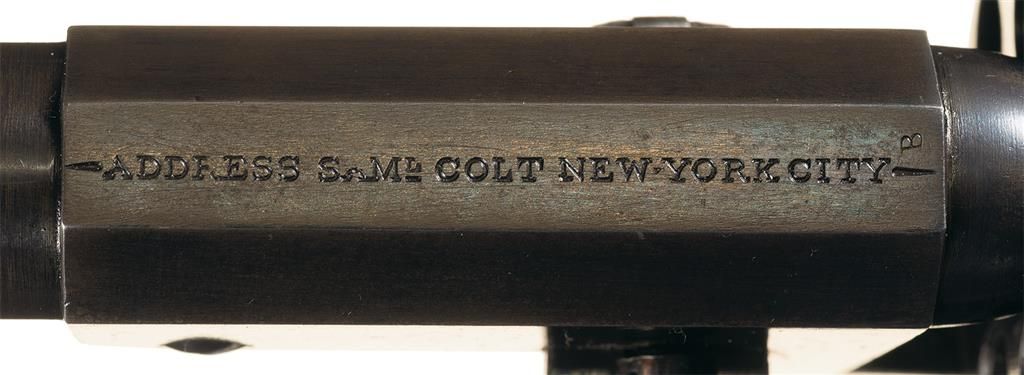 ADDRESS SAML COLT NEW-YORK CITY
B